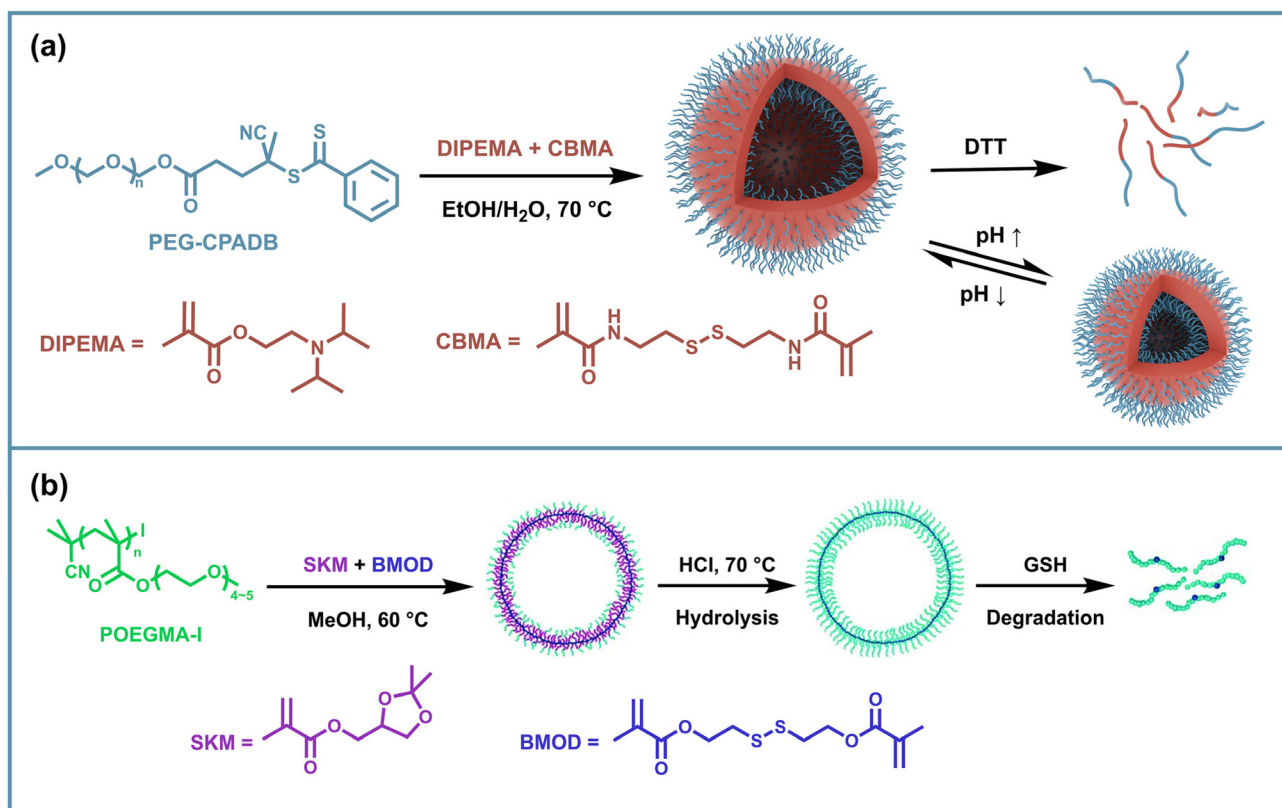 (a)
O
O
n
O
O
CN
S
S
PEG-CPADB
DIPEMA + CBMA
EtOH/H₂O, 70 °C
DTT
pH ↑
pH ↓
DIPEMA =
O
O
N
CBMA =
O
H
N
S
S
N
H
O
(b)
I
n
CN
O
O
O
4~5
POEGMA-I
SKM + BMOD
MeOH, 60 °C
HCl, 70 °C
Hydrolysis
GSH
Degradation
SKM =
O
O
O
O
BMOD =
O
O
S
S
O
O